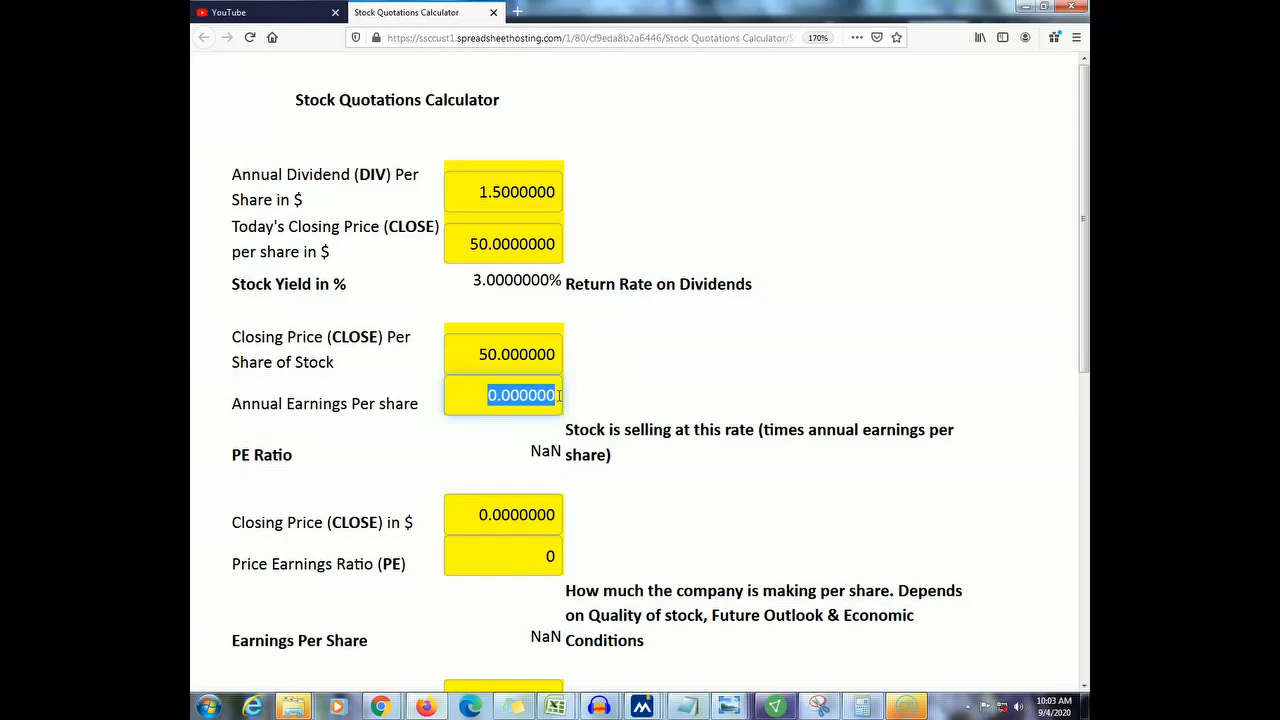 YouTube
Stock Quotations Calculator
https://ssccust1.spreadsheethosting.com/1/80/cf9eda8b2a6446/Stock Quotations Calculator/S
170%
Stock Quotations Calculator
Annual Dividend (DIV) Per
Share in $
1.5000000
Today's Closing Price (CLOSE)
per share in $
50.0000000
Stock Yield in %
3.0000000%
Return Rate on Dividends
Closing Price (CLOSE) Per
Share of Stock
50.000000
Annual Earnings Per share
0.000000
PE Ratio
NaN
Stock is selling at this rate (times annual earnings per
share)
Closing Price (CLOSE) in $
0.0000000
Price Earnings Ratio (PE)
0
Earnings Per Share
NaN
How much the company is making per share. Depends
on Quality of stock, Future Outlook & Economic
Conditions
10:03 AM
9/4/2020